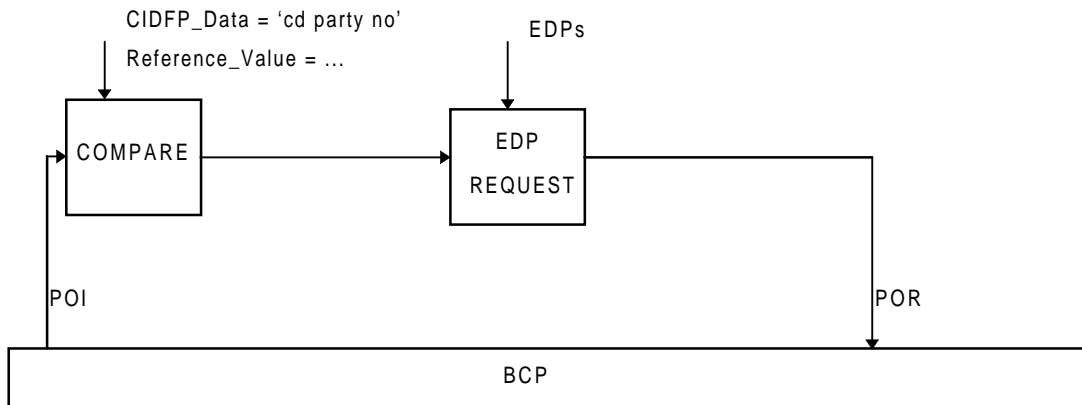 CIDFP_Data = ‘cd party no’
Reference_Value = ...
EDPs
COMPARE
EDP
REQUEST
POI
POR
BCP